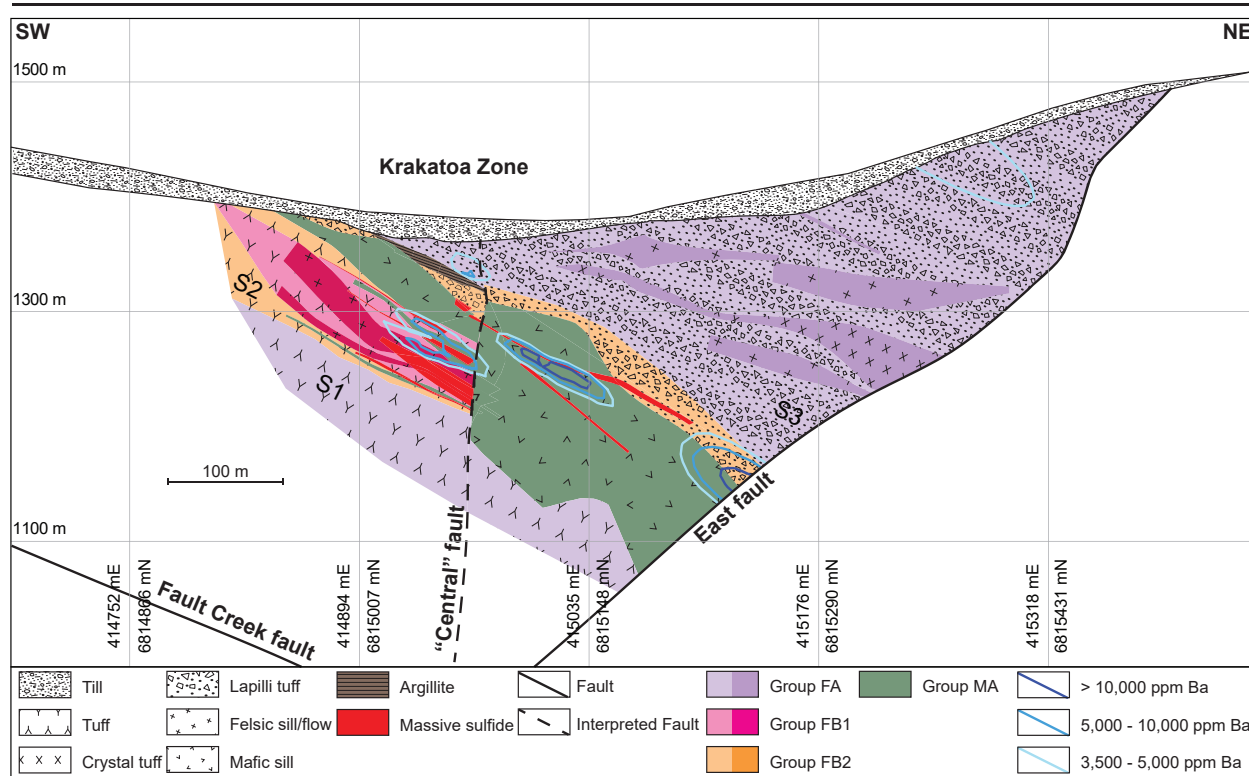 SW
NE
1500 m
Krakatoa Zone
1300 m
S2
S1
S3
100 m
1100 m
East fault
"Central" fault
Fault Creek fault
414752 mE
6814866 mN
414894 mE
6815007 mN
415035 mE
6815148 mN
415176 mE
6815290 mN
415318 mE
6815431 mN
Till
Lapilli tuff
Argillite
Fault
Group FA
Group MA
> 10,000 ppm Ba
Tuff
Felsic sill/flow
Massive sulfide
Interpreted Fault
Group FB1
5,000 - 10,000 ppm Ba
Crystal tuff
Mafic sill
Group FB2
3,500 - 5,000 ppm Ba